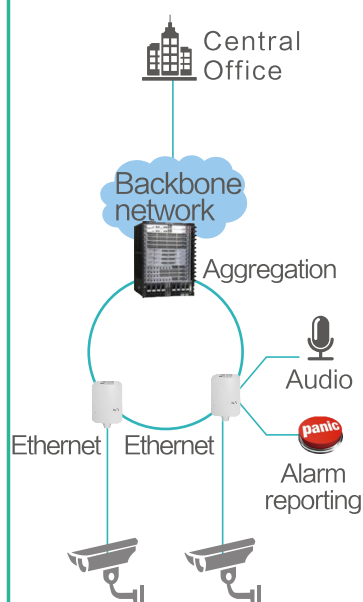 Central
Office
Backbone
network
Aggregation
Audio
panic
Ethernet Ethernet
Alarm
reporting